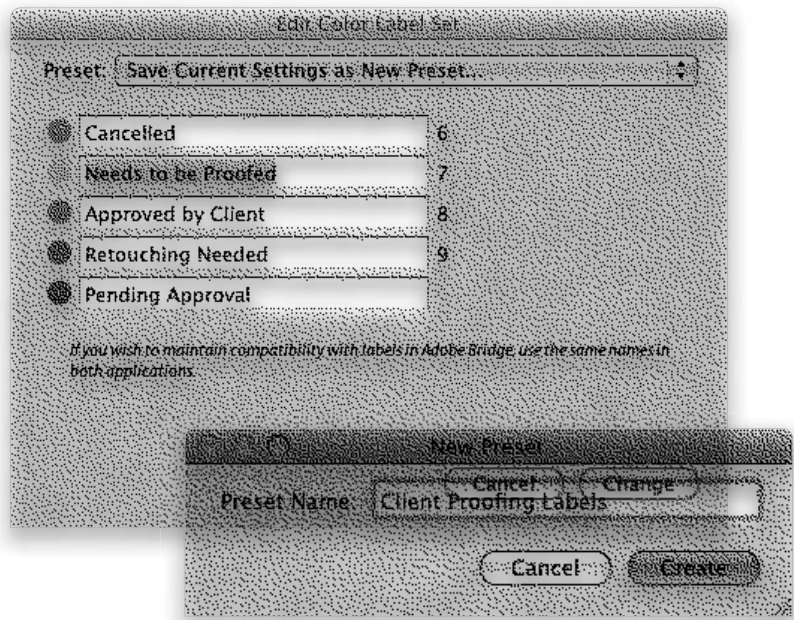 Edit Color Label Set
Preset: Save Current Settings as New Preset...
Cancelled 6
Needs to be Proofed 7
Approved by Client 8
Retouching Needed 9
Pending Approval
If you wish to maintain compatibility with labels in Adobe Bridge, use the same names in
both applications.
New Preset
Cancel Change
Preset Name: Client Proofing Labels
Cancel Create